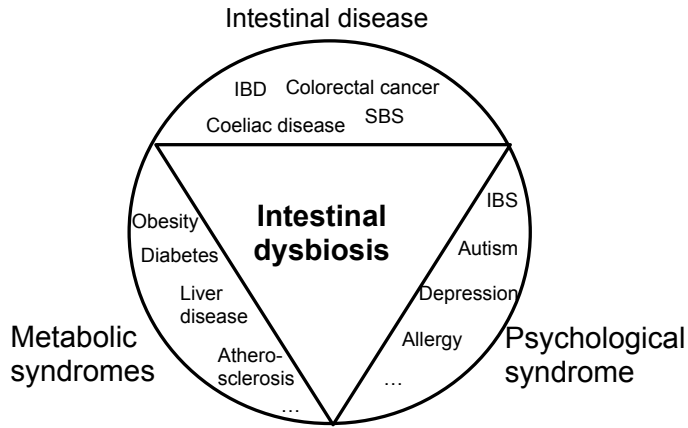 Intestinal disease
IBD Colorectal cancer
Coeliac disease SBS
Intestinal
dysbiosis
Obesity
Diabetes
Liver
disease
Athero-
sclerosis
…
Metabolic
syndromes
IBS
Autism
Depression
Allergy
…
Psychological
syndrome